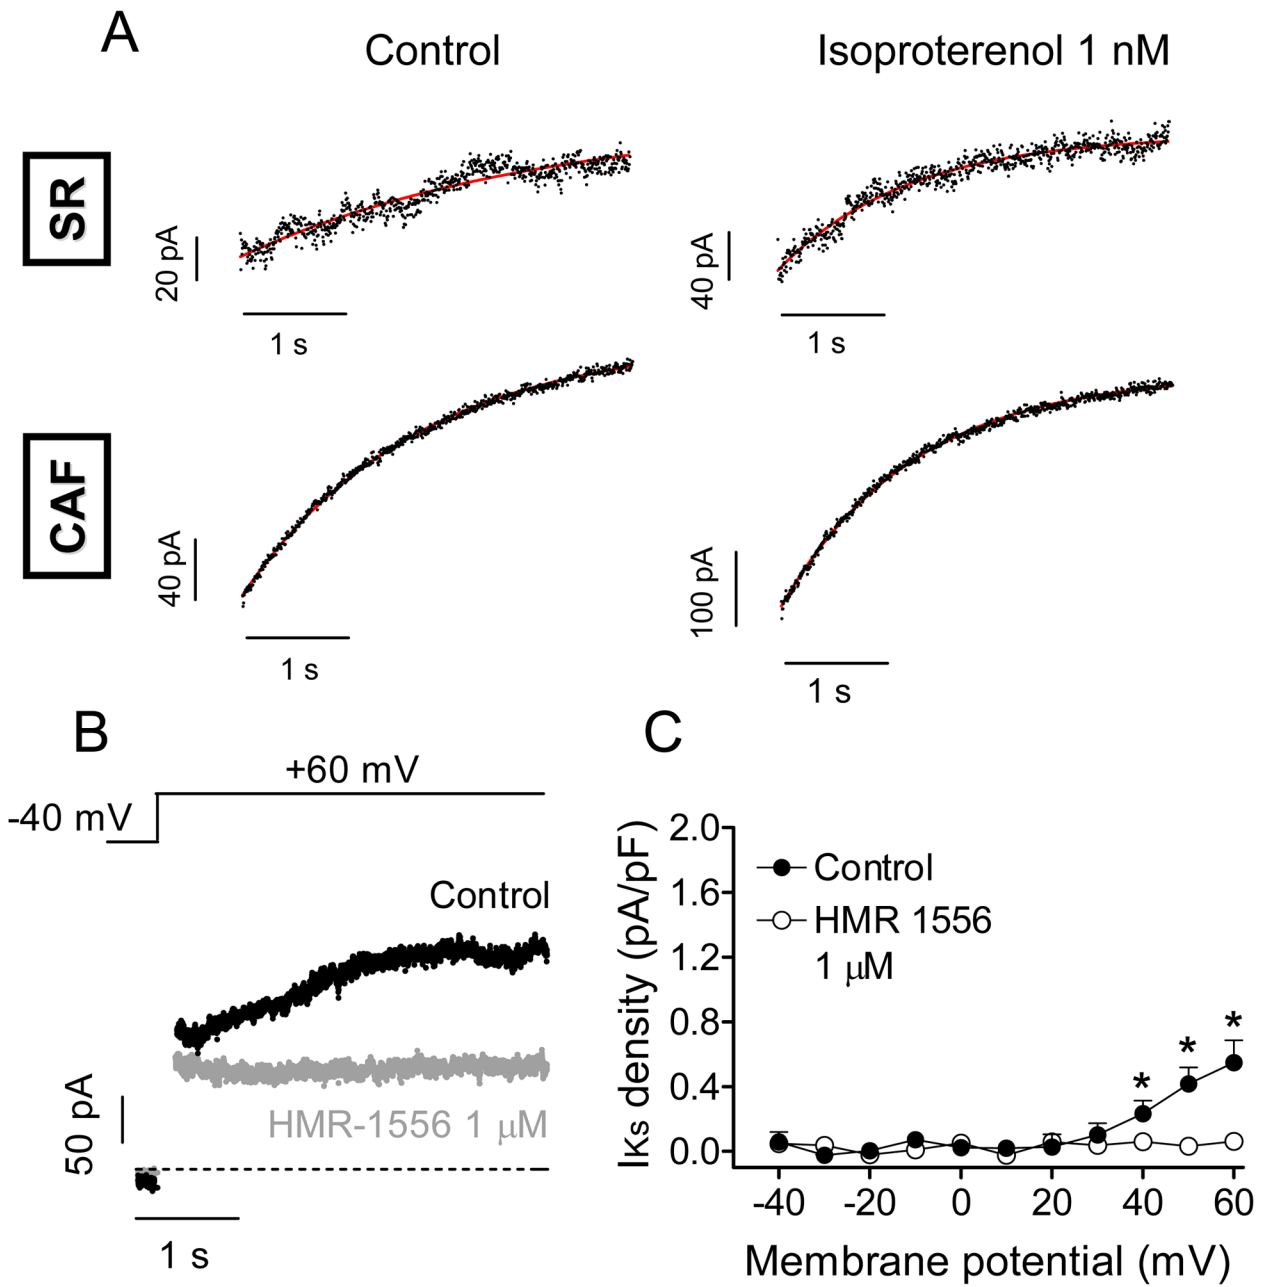 A
Control
Isoproterenol 1 nM
SR
20 pA
1 s
40 pA
1 s
CAF
40 pA
1 s
100 pA
1 s
B
+60 mV
-40 mV
Control
HMR-1556 1 μM
50 pA
1 s
C
IKs density (pA/pF)
2.0
1.6
1.2
0.8
0.4
0.0
Control
HMR 1556
1 μM
*
*
*
-40 -20 0 20 40 60
Membrane potential (mV)